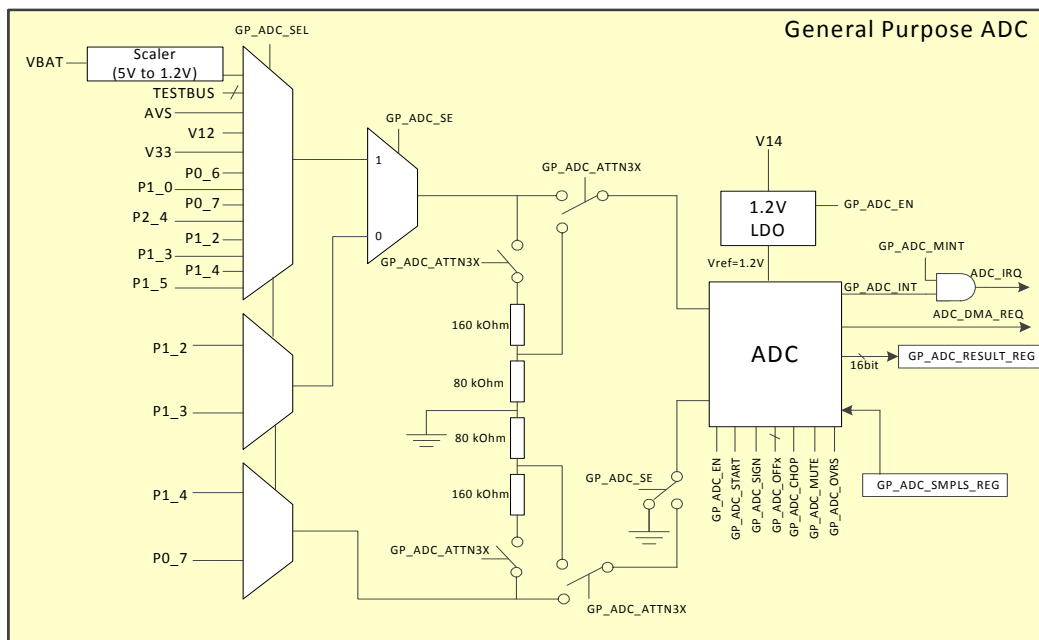 General Purpose ADC
GP_ADC_SEL
VBAT
Scaler
(5V to 1.2V)
TESTBUS
AVS
V12
V33
P0_6
P1_0
P0_7
P2_4
P1_2
P1_3
P1_4
P1_5
GP_ADC_SE
1
0
GP_ADC_ATTN3X
GP_ADC_ATTN3X
160 kOhm
80 kOhm
80 kOhm
160 kOhm
V14
1.2V
LDO
GP_ADC_EN
Vref=1.2V
GP_ADC_MINT
GP_ADC_INT
ADC_IRQ
ADC_DMA_REQ
ADC
16bit
GP_ADC_RESULT_REG
GP_ADC_SMPLS_REG
GP_ADC_EN
GP_ADC_START
GP_ADC_SIGN
GP_ADC_OFFx
GP_ADC_CHOP
GP_ADC_MUTE
GP_ADC_OVRS
P1_2
P1_3
P1_4
P0_7
GP_ADC_SE
GP_ADC_ATTN3X
GP_ADC_ATTN3X